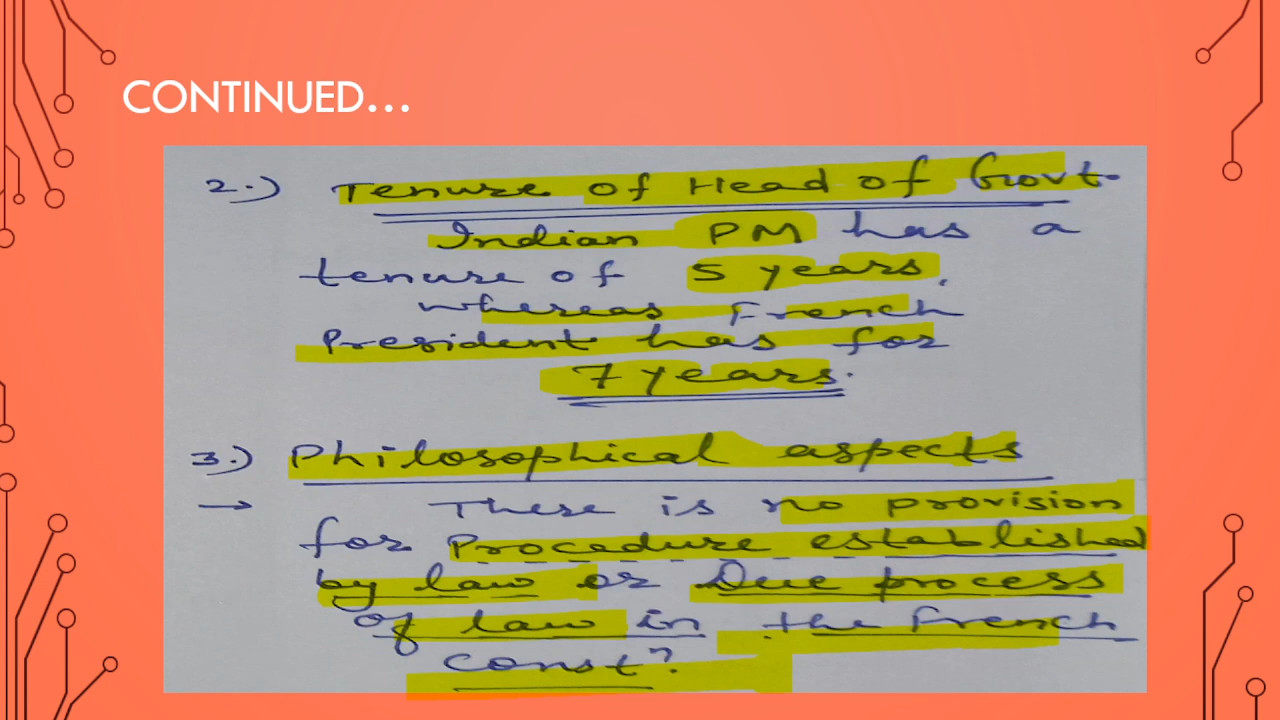 CONTINUED...
2.) Tenure of Head of Govt.
Indian PM has a
tenure of 5 years,
whereas French
President has for
7 years.
3.) Philosophical aspects
→ There is no provision
for Procedure established
by law or Due process
of law in the French
const?